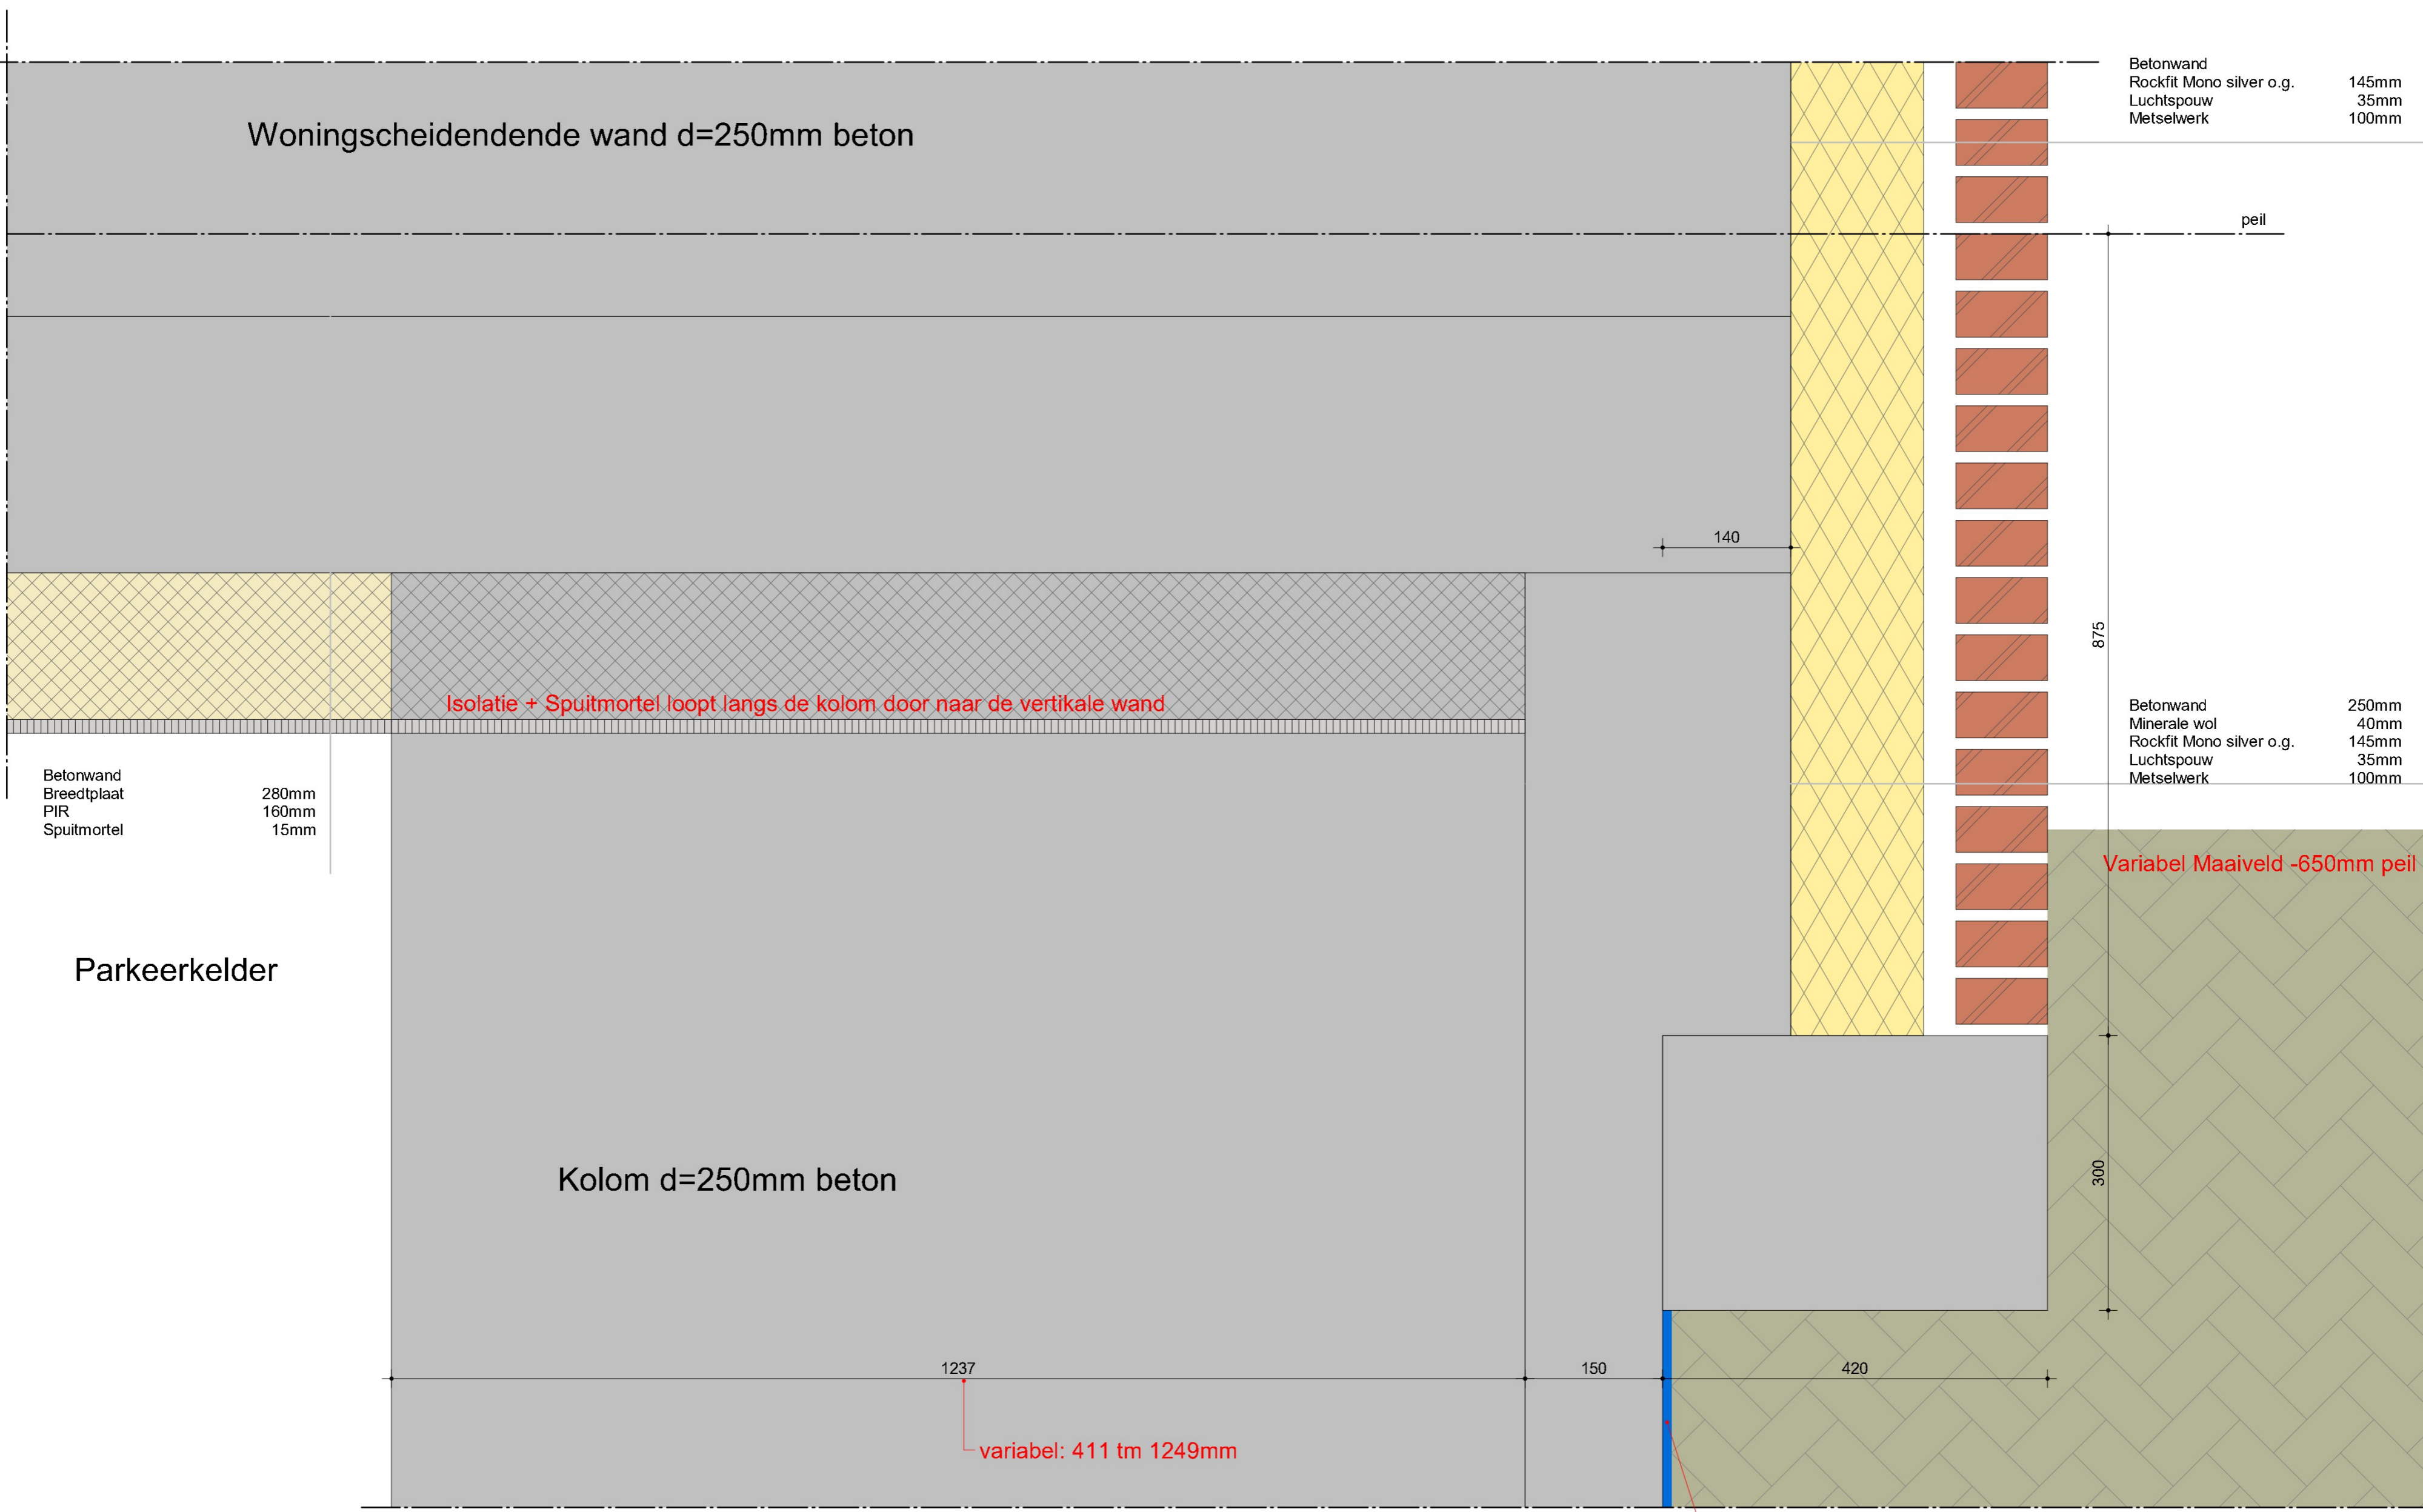 Betonwand
Rockfit Mono silver o.g. 145mm
Luchtspouw 35mm
Metselwerk 100mm
Woningscheidendende wand d=250mm beton
peil
140
875
Isolatie + Spuitmortel loopt langs de kolom door naar de vertikale wand
Betonwand 250mm
Minerale wol 40mm
Rockfit Mono silver o.g. 145mm
Luchtspouw 35mm
Metselwerk 100mm
Betonwand
Breedtplaat 280mm
PIR 160mm
Spuitmortel 15mm
Variabel Maaiveld -650mm peil
Parkeerkelder
Kolom d=250mm beton
300
1237
150
420
variabel: 411 tm 1249mm